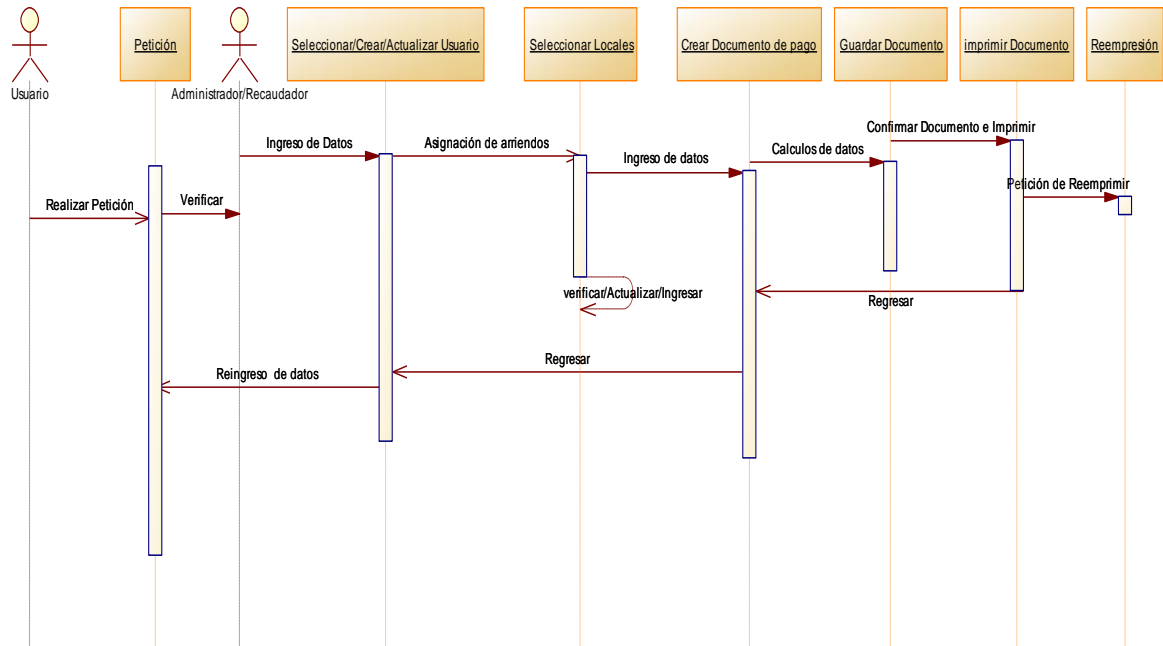 Petición
Seleccionar/Crear/Actualizar Usuario
Seleccionar Locales
Crear Documento de pago
Guardar Documento
imprimir Documento
Reempresión
Usuario
Administrador/Recaudador
Confirmar Documento e Imprimir
Ingreso de Datos
Asignación de arriendos
Ingreso de datos
Calculos de datos
Petición de Reemprimir
Realizar Petición
Verificar
verificar/Actualizar/Ingresar
Regresar
Regresar
Reingreso de datos